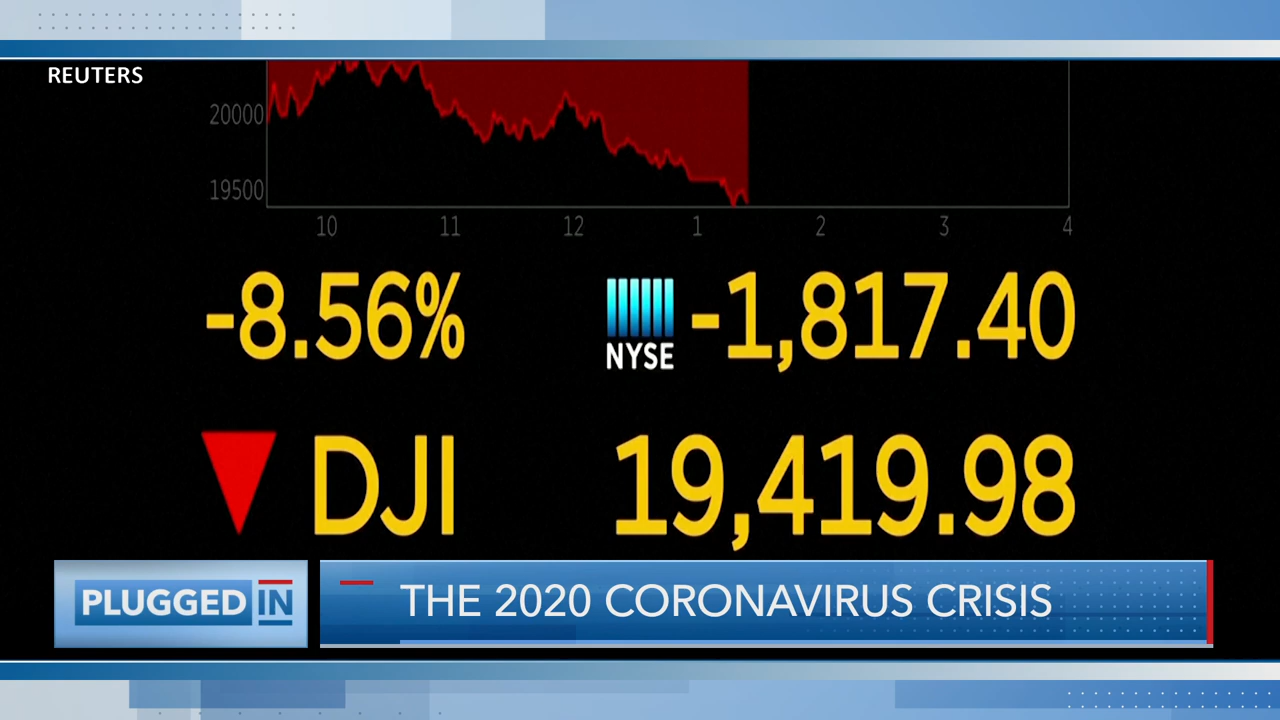 REUTERS
20000
19500
10 11 12 1 2 3 4
-8.56% NYSE -1,817.40
DJI 19,419.98
PLUGGED IN THE 2020 CORONAVIRUS CRISIS